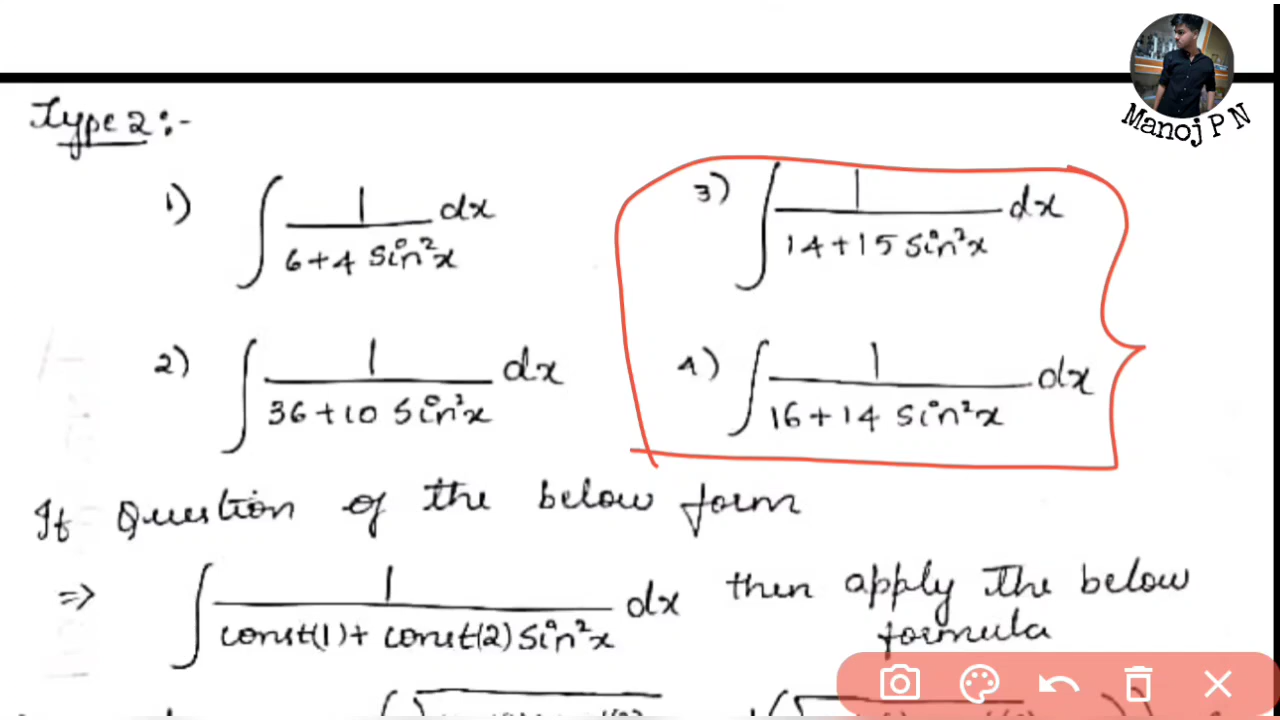 Manoj P N
Type 2 :-
1) ∫ 1/(6+4 sin²x) dx
2) ∫ 1/(36+10 sin²x) dx
3) ∫ 1/(14+15 sin²x) dx
4) ∫ 1/(16+14 sin²x) dx
If Question of the below form
=> ∫ 1/(const(1)+ const(2) sin²x) dx then apply The below
formula